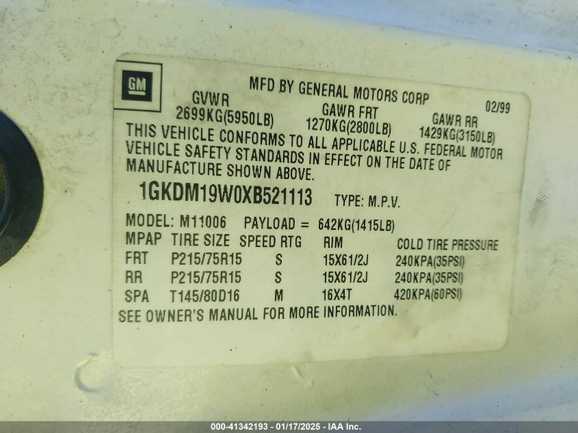 GM
MFD BY GENERAL MOTORS CORP
02/99
GVWR GAWR FRT GAWR RR
2699KG(5950LB) 1270KG(2800LB) 1429KG(3150LB)
THIS VEHICLE CONFORMS TO ALL APPLICABLE U.S. FEDERAL MOTOR
VEHICLE SAFETY STANDARDS IN EFFECT ON THE DATE OF
MANUFACTURE SHOWN ABOVE.
1GKDM19W0XB521113 TYPE: M.P.V.
MODEL: M11006 PAYLOAD = 642KG(1415LB)
MPAP TIRE SIZE SPEED RTG RIM COLD TIRE PRESSURE
FRT P215/75R15 S 15X61/2J 240KPA(35PSI)
RR P215/75R15 S 15X61/2J 240KPA(35PSI)
SPA T145/80D16 M 16X4T 420KPA(60PSI)
SEE OWNER'S MANUAL FOR MORE INFORMATION.
000-41342193 - 01/17/2025 - IAA Inc.